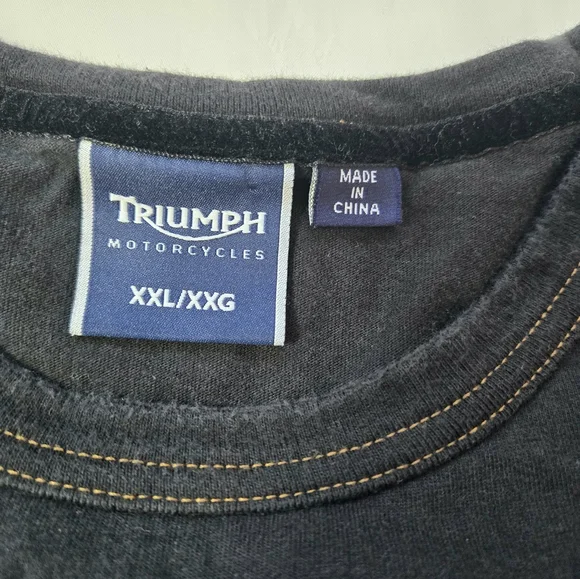 TRIUMPH
MOTORCYCLES
XXL/XXG
MADE
IN
CHINA